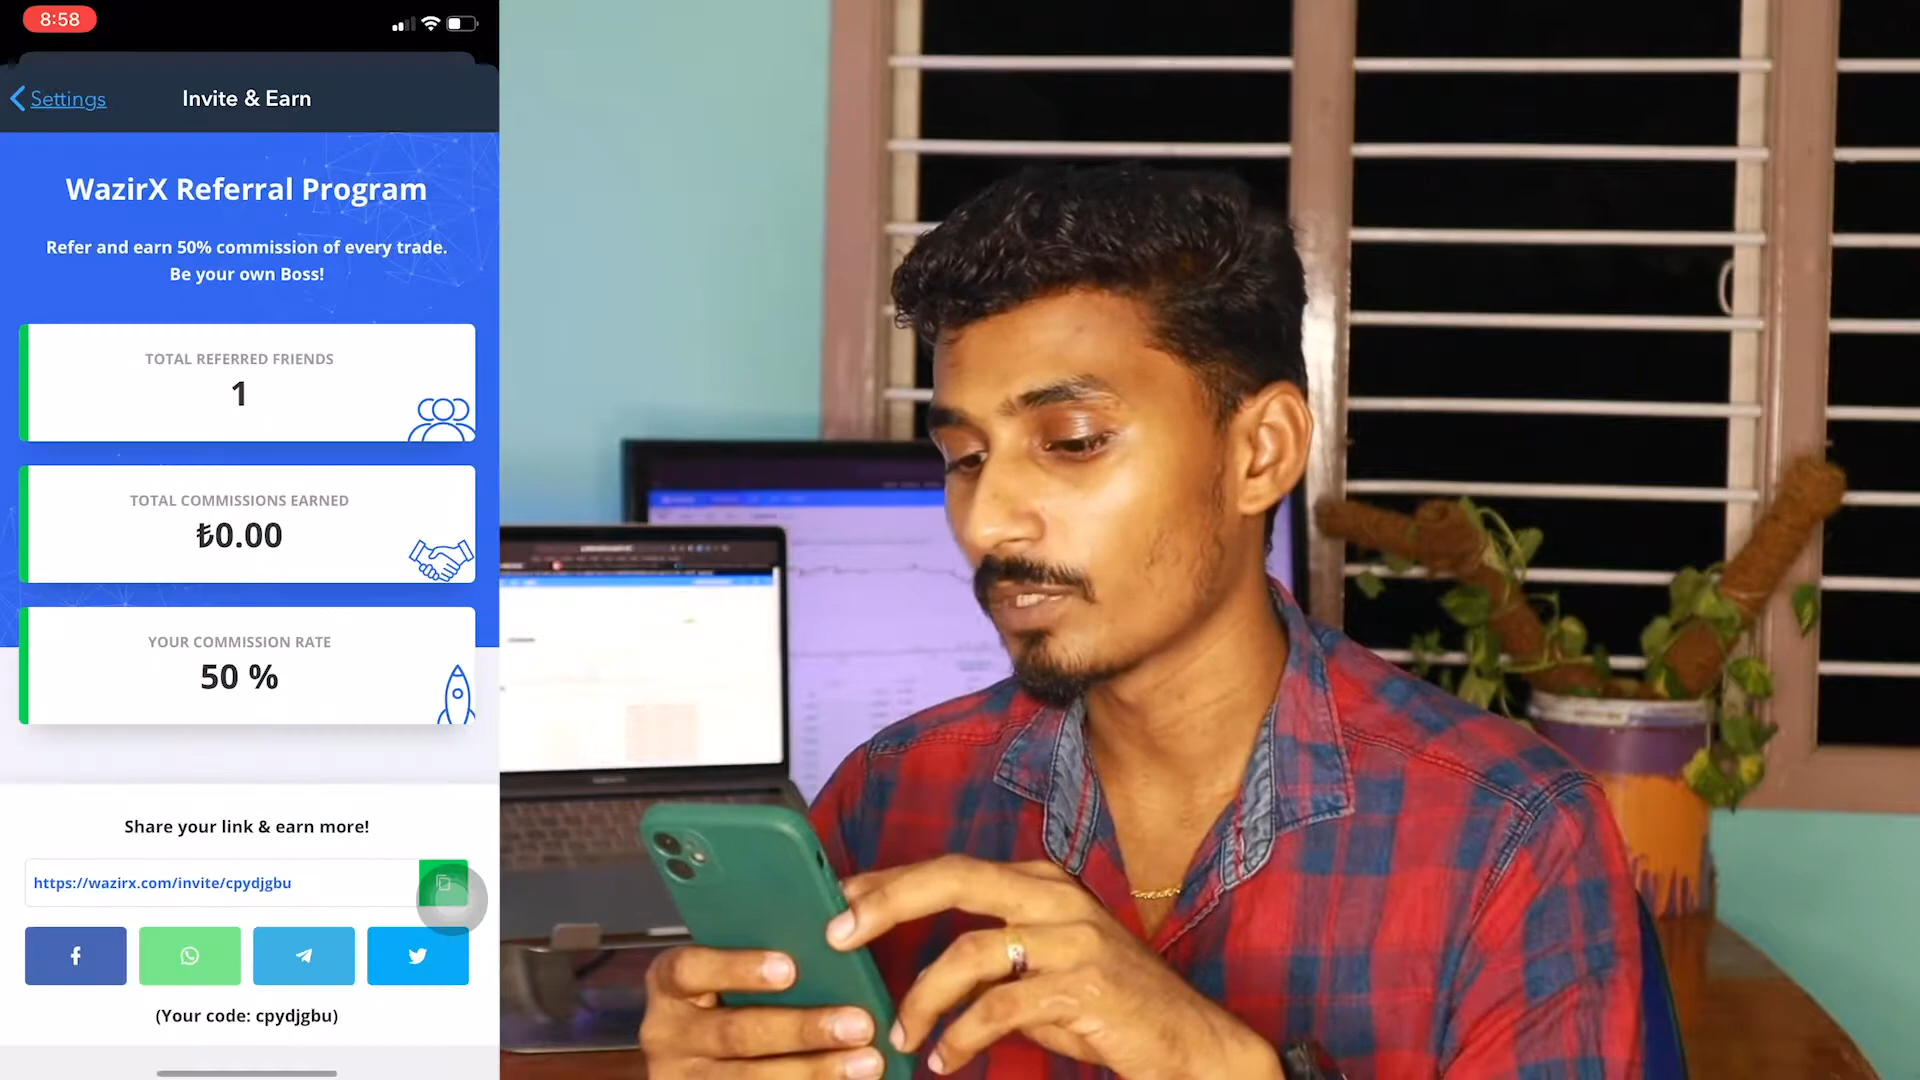 8:58
Settings
Invite & Earn
WazirX Referral Program
Refer and earn 50% commission of every trade.
Be your own Boss!
TOTAL REFERRED FRIENDS
1
TOTAL COMMISSIONS EARNED
₺0.00
YOUR COMMISSION RATE
50 %
Share your link & earn more!
https://wazirx.com/invite/cpydjgbu
(Your code: cpydjgbu)